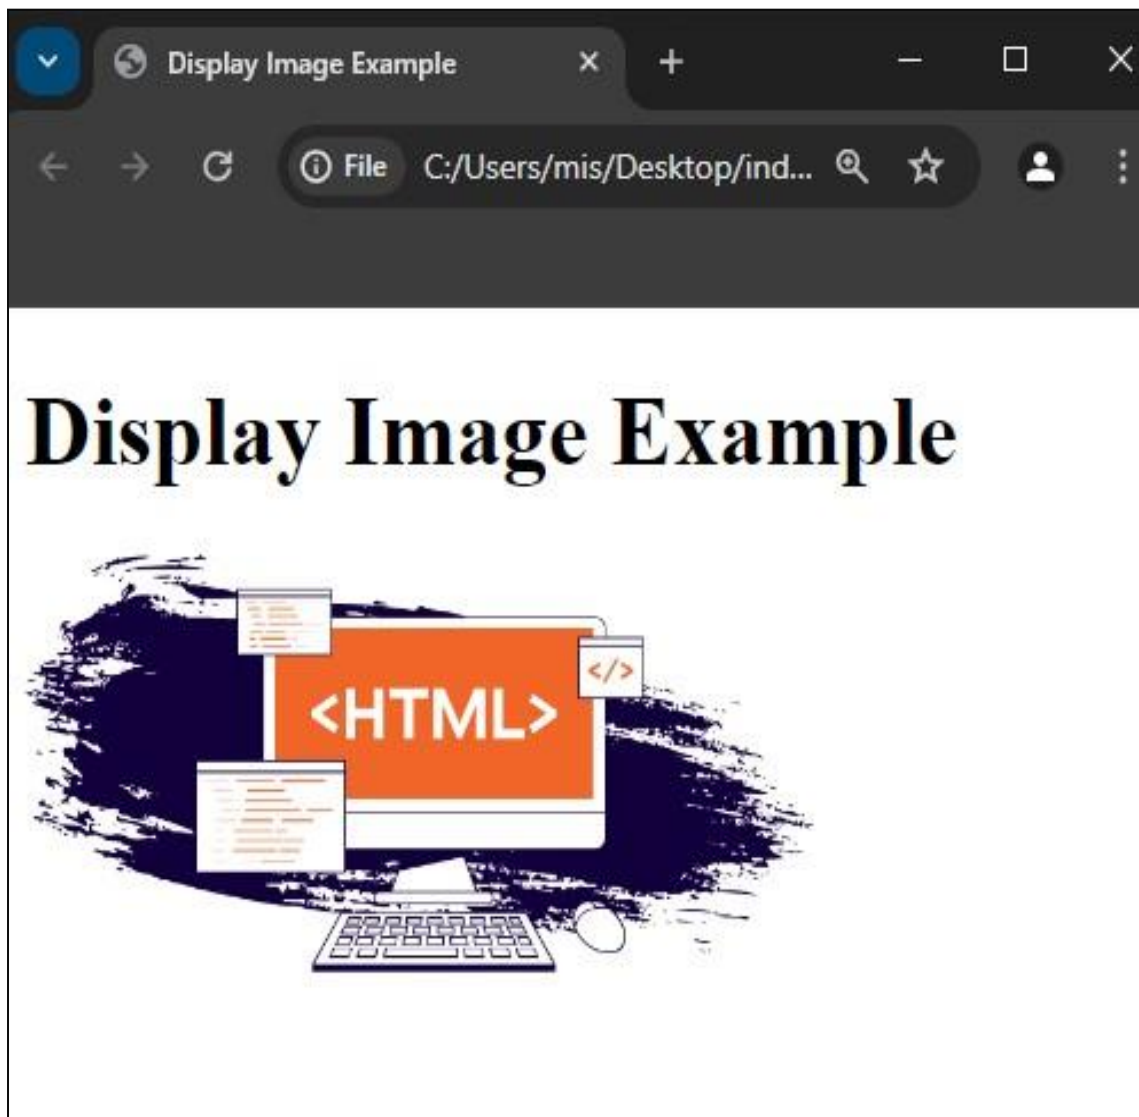 Display Image Example
File C:/Users/mis/Desktop/ind...
Display Image Example
<HTML>
</>